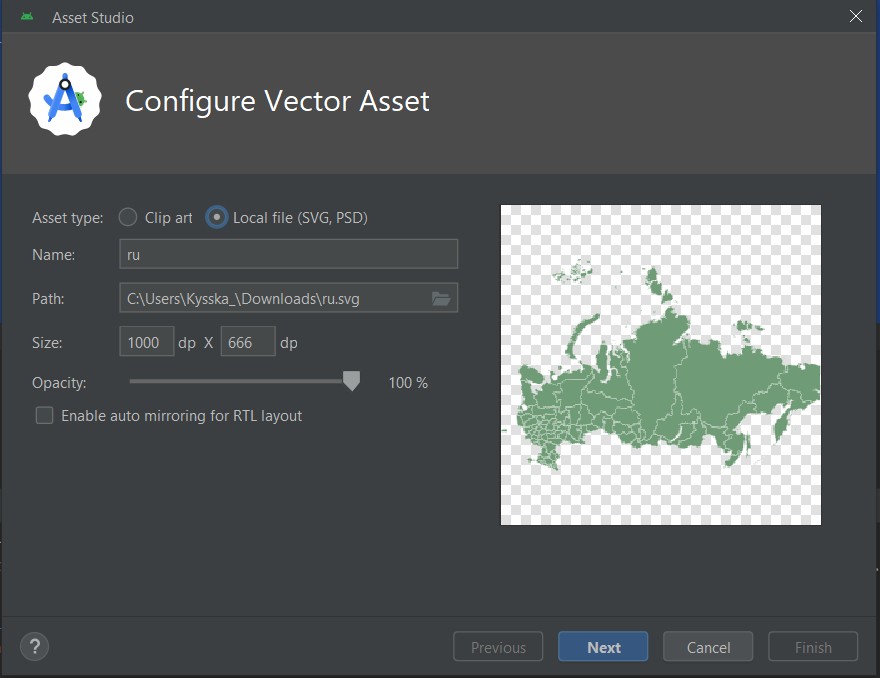 Asset Studio
Configure Vector Asset
Asset type: Clip art Local file (SVG, PSD)
Name: ru
Path: C:\Users\Kysska_\Downloads\ru.svg
Size: 1000 dp X 666 dp
Opacity: 100 %
Enable auto mirroring for RTL layout
? Previous Next Cancel Finish